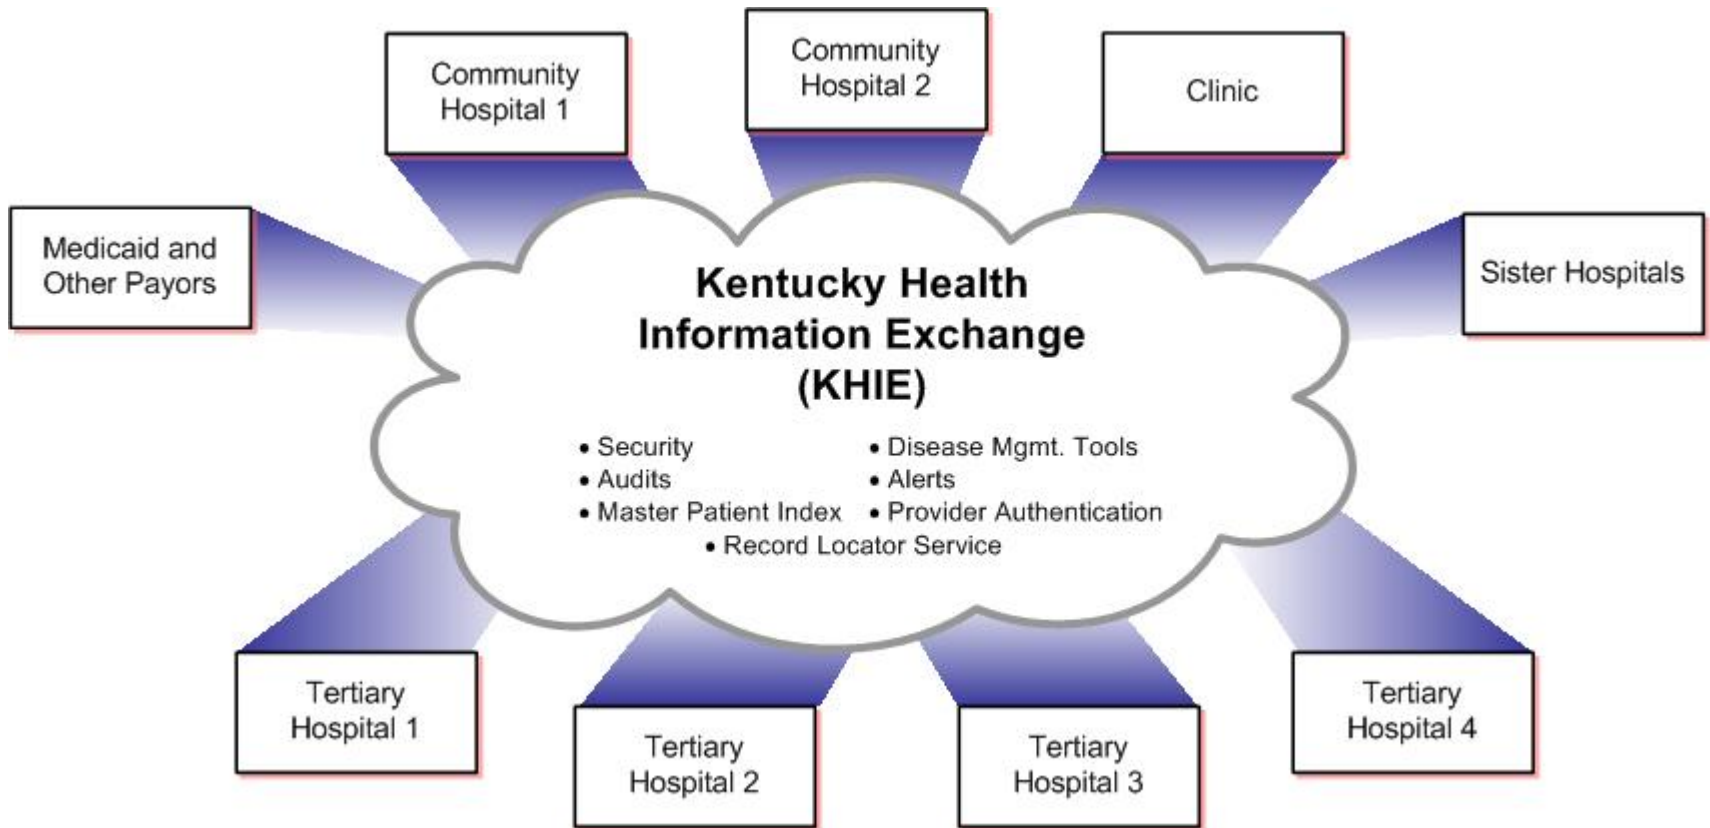 Community
Hospital 1
Community
Hospital 2
Clinic
Medicaid and
Other Payors
Sister Hospitals
Kentucky Health
Information Exchange
(KHIE)
• Security
• Disease Mgmt. Tools
• Audits
• Alerts
• Master Patient Index
• Provider Authentication
• Record Locator Service
Tertiary
Hospital 1
Tertiary
Hospital 2
Tertiary
Hospital 3
Tertiary
Hospital 4